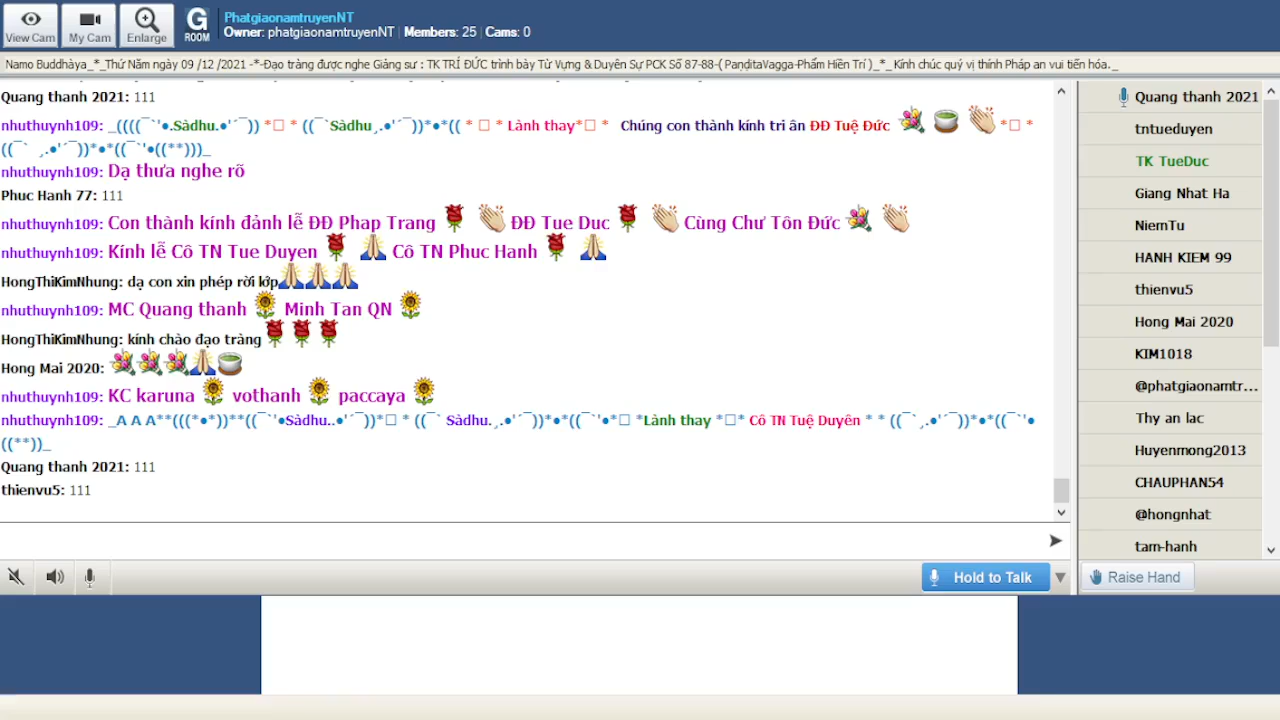 View Cam
My Cam
Enlarge
G
ROOM
PhatgiaonamtruyenNT
Owner: phatgiaonamtruyenNT | Members: 25 | Cams: 0
Namo Buddhàya_*_Thứ Năm ngày 09 /12 /2021 -*-Đạo tràng được nghe Giảng sư : TK TRÍ ĐỨC trình bày Từ Vựng & Duyên Sự PCK Số 87-88-( PaṇḍitaVagga-Phẩm Hiền Trí )_*_ Kính chúc quý vị thính Pháp an vui tiến hóa._
Quang thanh 2021: 111
nhuthuynh109: _((((¯`'•.Sàdhu.•'´¯)) *□ * ((¯`Sàdhu¸.•'´¯))*•*(( * □ * Lành thay*□ * Chúng con thành kính tri ân ĐĐ Tuệ Đức *□ *
((¯` ¸.•'´¯))*•*((¯`'•((**)))_
nhuthuynh109: Dạ thưa nghe rõ
Phuc Hanh 77: 111
nhuthuynh109: Con thành kính đảnh lễ ĐĐ Phap Trang ĐĐ Tue Duc Cùng Chư Tôn Đức
nhuthuynh109: Kính lễ Cô TN Tue Duyen Cô TN Phuc Hanh
HongThiKimNhung: dạ con xin phép rời lớp
nhuthuynh109: MC Quang thanh Minh Tan QN
HongThiKimNhung: kính chào đạo tràng
Hong Mai 2020:
nhuthuynh109: KC karuna vothanh paccaya
nhuthuynh109: _A A A**(((*•*))**((¯`'•Sàdhu..•'´¯))*□ * ((¯` Sàdhu.¸.•'´¯))*•*((¯`'•*□ *Lành thay *□* Cô TN Tuệ Duyên * * ((¯`¸.•'´¯))*•*((¯`'•
((**))_
Quang thanh 2021: 111
thienvu5: 111
Quang thanh 2021
tntueduyen
TK TueDuc
Giang Nhat Ha
NiemTu
HANH KIEM 99
thienvu5
Hong Mai 2020
KIM1018
@phatgiaonamtr...
Thy an lac
Huyenmong2013
CHAUPHAN54
@hongnhat
tam-hanh
Hold to Talk
Raise Hand